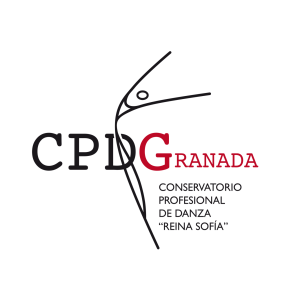 CPDGRANADA
CONSERVATORIO
PROFESIONAL
DE DANZA
“REINA SOFÍA”